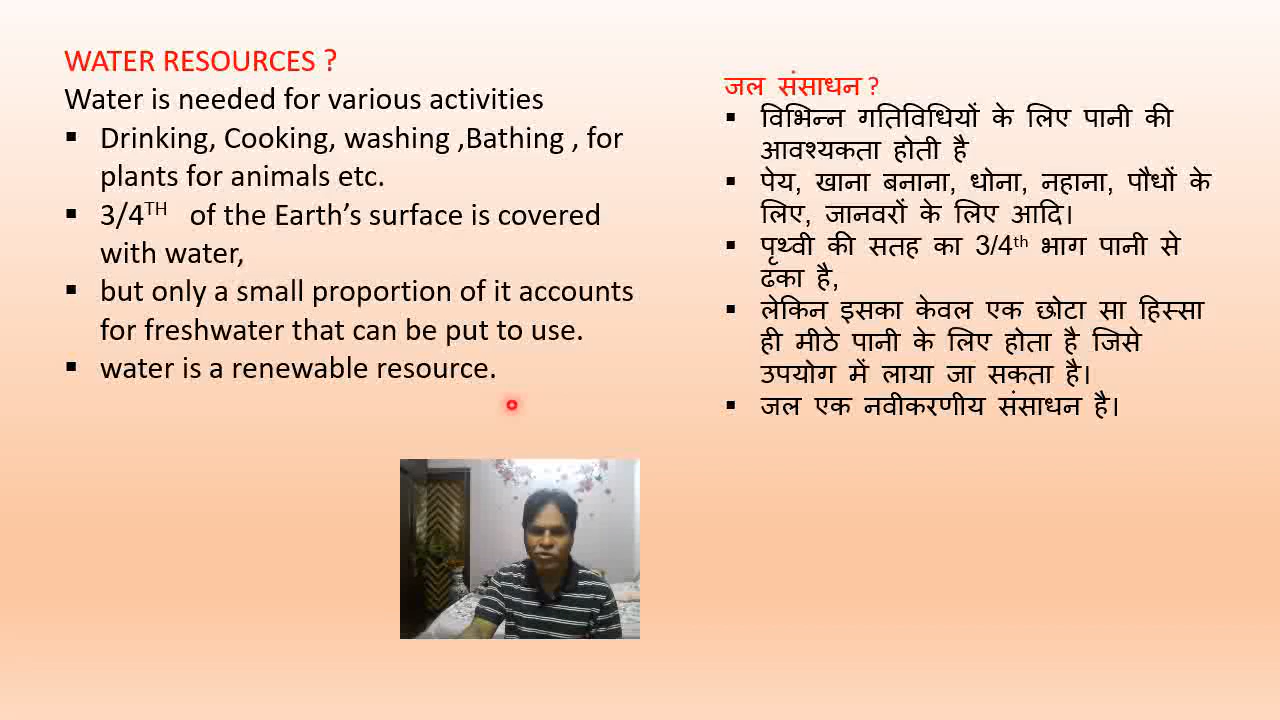 WATER RESOURCES ?
Water is needed for various activities
▪ Drinking, Cooking, washing ,Bathing , for
plants for animals etc.
▪ 3/4TH of the Earth's surface is covered
with water,
▪ but only a small proportion of it accounts
for freshwater that can be put to use.
▪ water is a renewable resource.
जल संसाधन ?
▪ विभिन्न गतिविधियों के लिए पानी की
आवश्यकता होती है
▪ पेय, खाना बनाना, धोना, नहाना, पौधों के
लिए, जानवरों के लिए आदि।
▪ पृथ्वी की सतह का 3/4th भाग पानी से
ढका है,
▪ लेकिन इसका केवल एक छोटा सा हिस्सा
ही मीठे पानी के लिए होता है जिसे
उपयोग में लाया जा सकता है।
▪ जल एक नवीकरणीय संसाधन है।